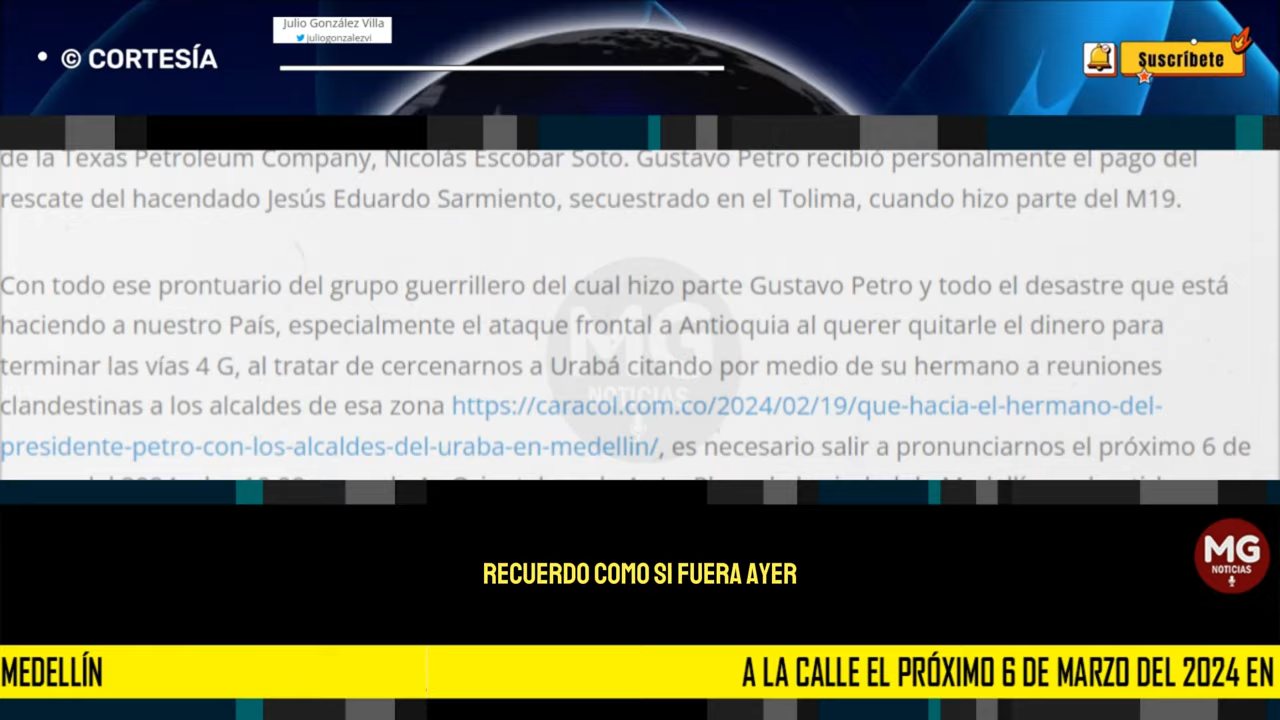 Julio González Villa
juliogonzalezvi
• © CORTESÍA
Suscríbete
de la Texas Petroleum Company, Nicolás Escobar Soto. Gustavo Petro recibió personalmente el pago del
rescate del hacendado Jesús Eduardo Sarmiento, secuestrado en el Tolima, cuando hizo parte del M19.
Con todo ese prontuario del grupo guerrillero del cual hizo parte Gustavo Petro y todo el desastre que está
haciendo a nuestro País, especialmente el ataque frontal a Antioquia al querer quitarle el dinero para
terminar las vías 4 G, al tratar de cercenarnos a Urabá citando por medio de su hermano a reuniones
clandestinas a los alcaldes de esa zona https://caracol.com.co/2024/02/19/que-hacia-el-hermano-del-
presidente-petro-con-los-alcaldes-del-uraba-en-medellin/, es necesario salir a pronunciarnos el próximo 6 de
MG
NOTICIAS
RECUERDO COMO SI FUERA AYER
MG
NOTICIAS
MEDELLÍN A LA CALLE EL PRÓXIMO 6 DE MARZO DEL 2024 EN